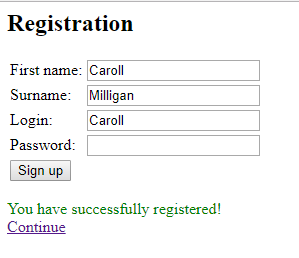 Registration
First name: Caroll
Surname: Milligan
Login: Caroll
Password:
Sign up
You have successfully registered!
Continue